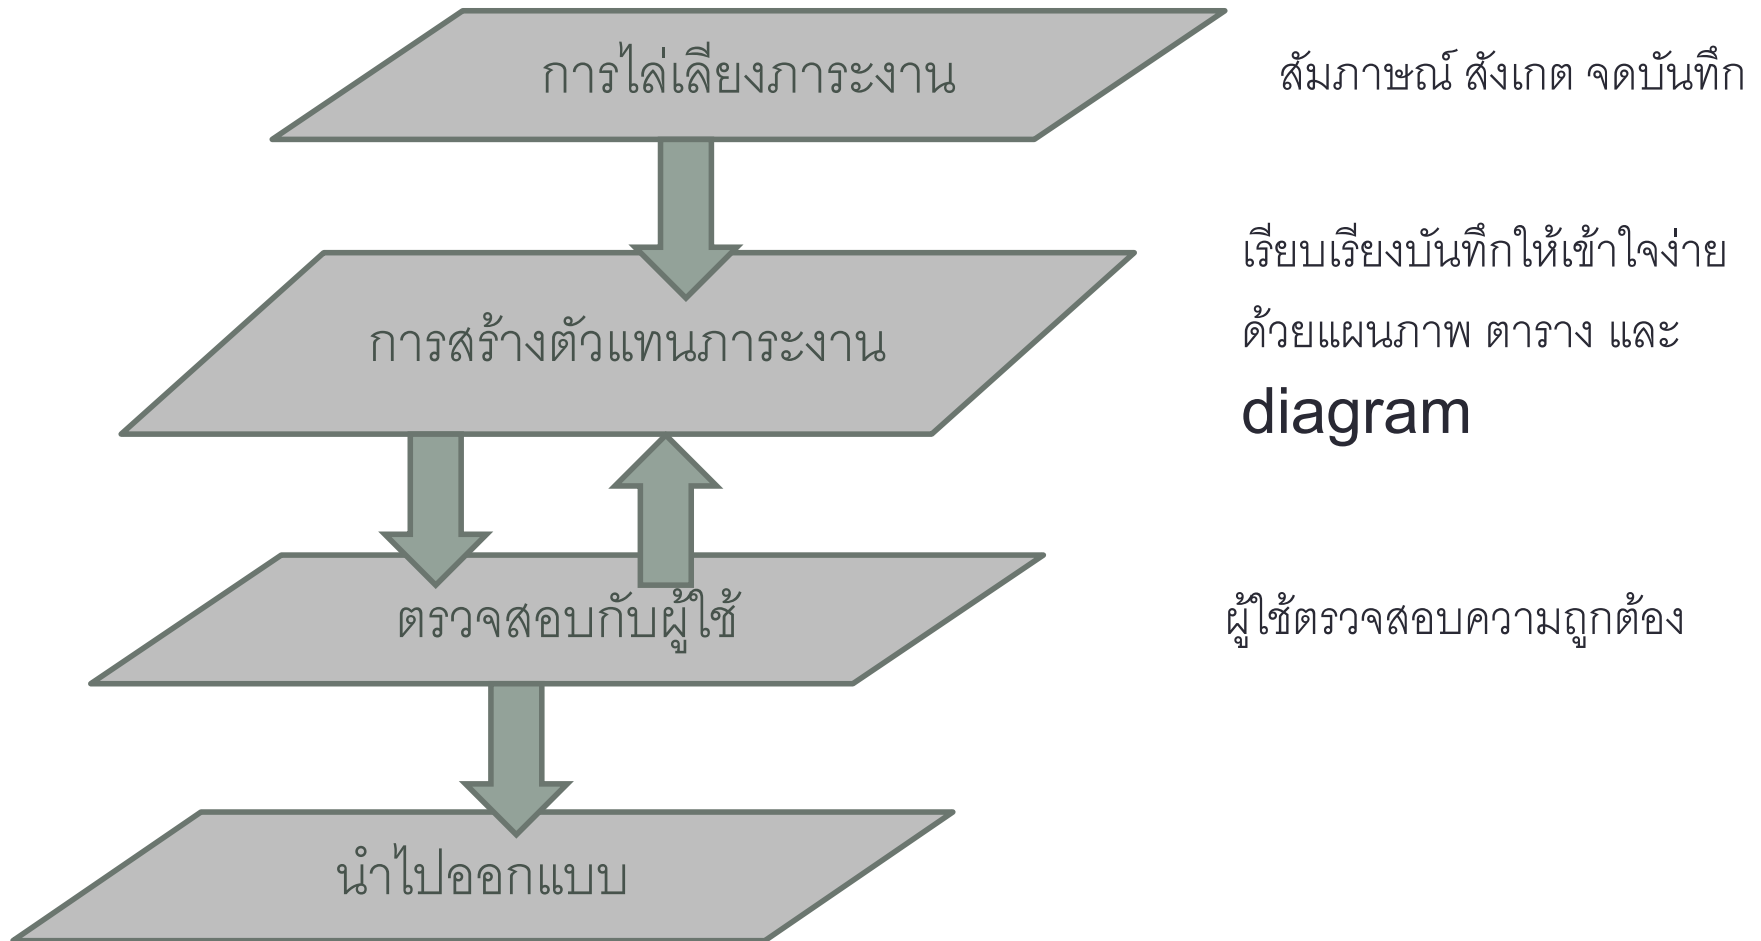 การไล่เลียงภาระงาน
สัมภาษณ์ สังเกต จดบันทึก
การสร้างตัวแทนภาระงาน
เรียบเรียงบันทึกให้เข้าใจง่าย
ด้วยแผนภาพ ตาราง และ
diagram
ตรวจสอบกับผู้ใช้
ผู้ใช้ตรวจสอบความถูกต้อง
นำไปออกแบบ